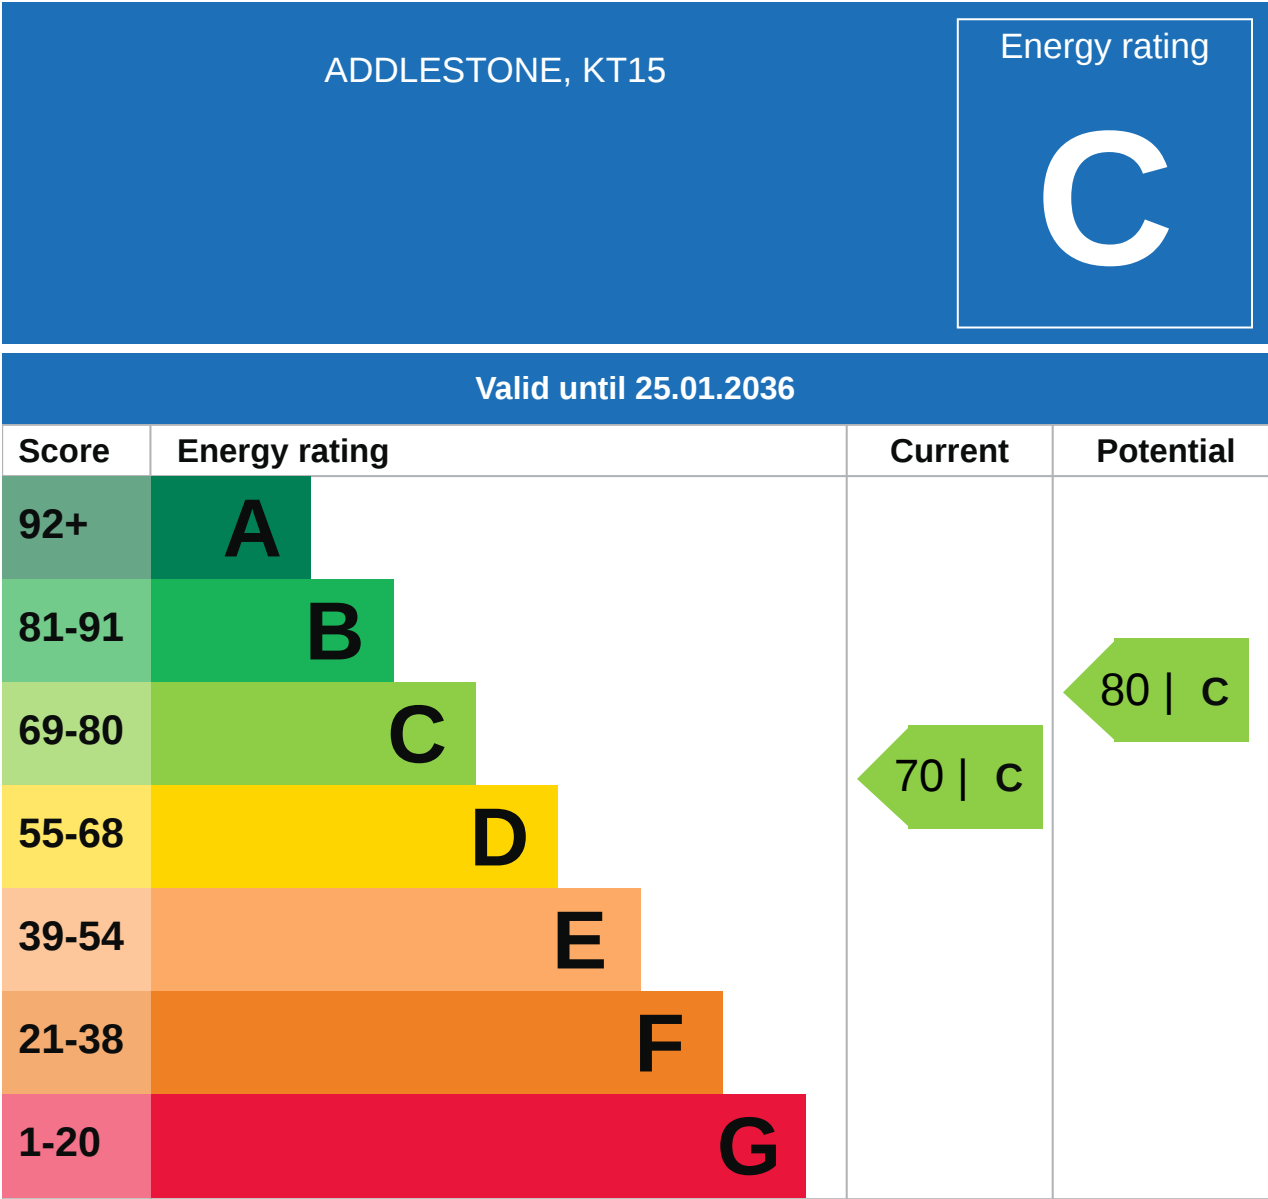 ADDLESTONE, KT15
Energy rating
C
Valid until 25.01.2036
Score Energy rating Current Potential
92+ A
81-91 B
80 | C
69-80 C
70 | C
55-68 D
39-54 E
21-38 F
1-20 G